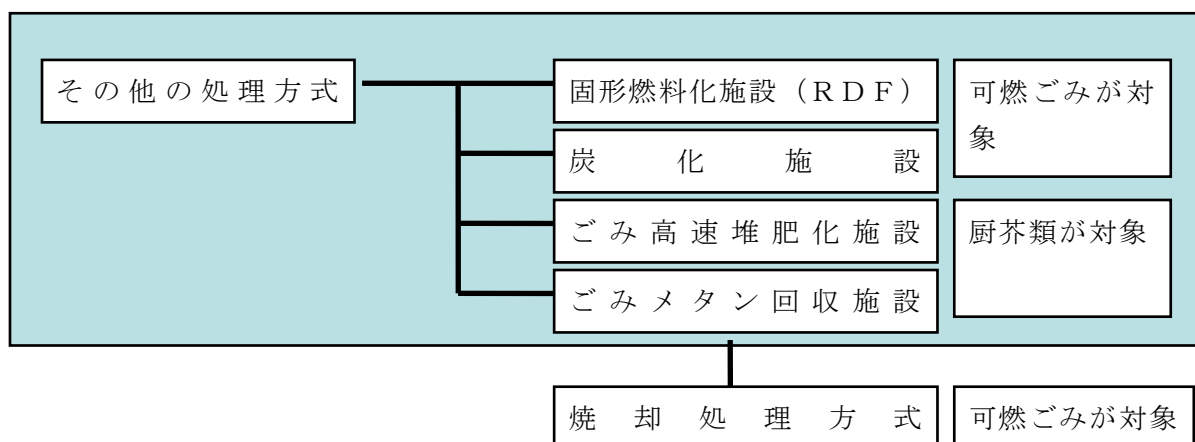 その他の処理方式
固形燃料化施設（ＲＤＦ）
可燃ごみが対
象
炭化施設
ごみ高速堆肥化施設
厨芥類が対象
ごみメタン回収施設
焼却処理方式
可燃ごみが対象